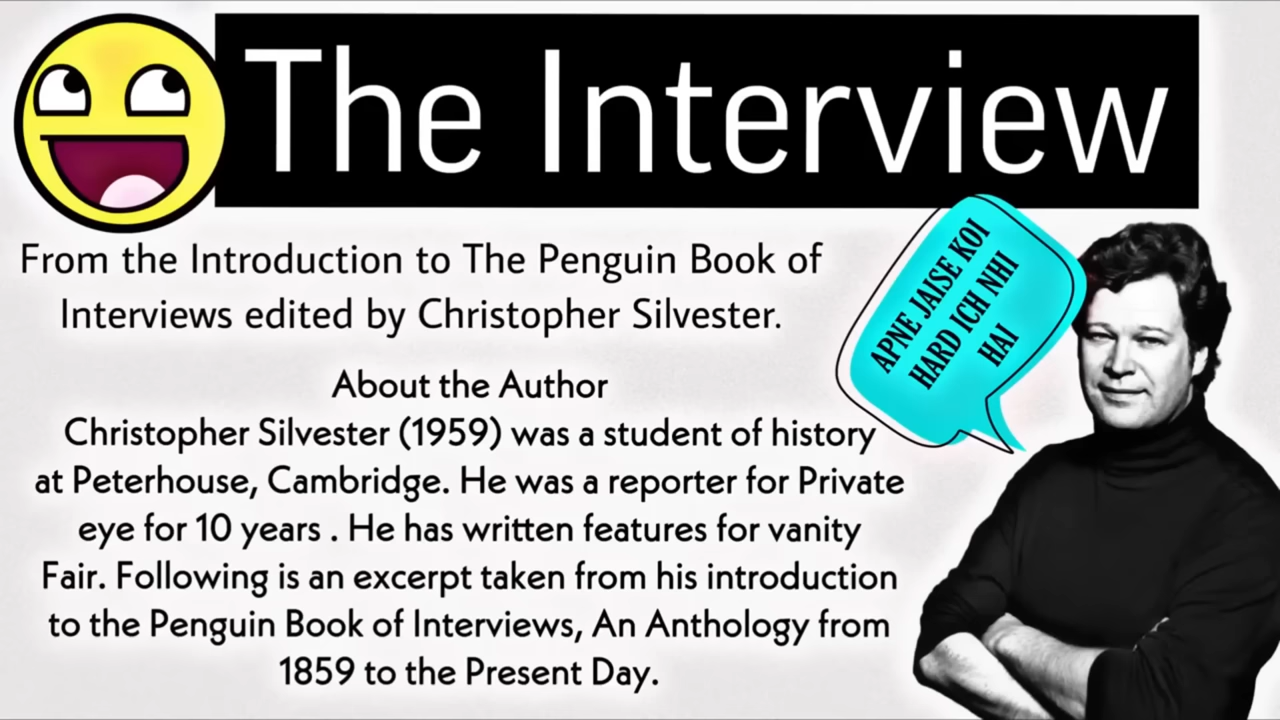 The Interview
From the Introduction to The Penguin Book of
Interviews edited by Christopher Silvester.
APNE JAISE KOI
HARD ICH NHI
HAI
About the Author
Christopher Silvester (1959) was a student of history
at Peterhouse, Cambridge. He was a reporter for Private
eye for 10 years . He has written features for vanity
Fair. Following is an excerpt taken from his introduction
to the Penguin Book of Interviews, An Anthology from
1859 to the Present Day.